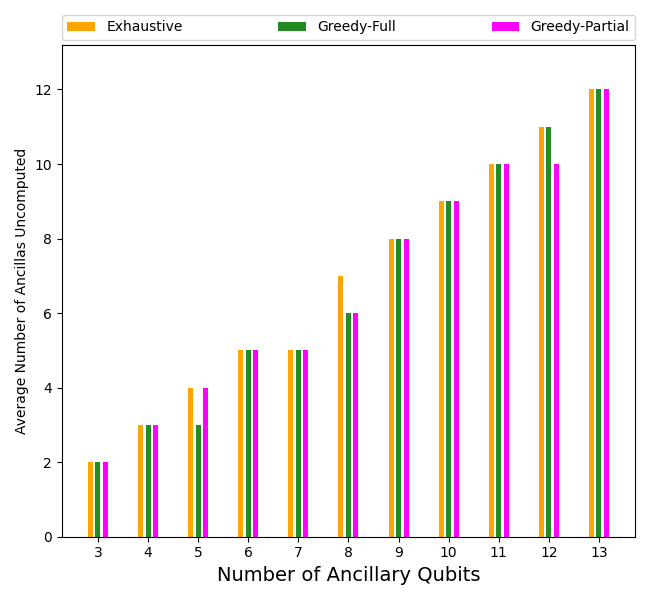 Exhaustive Greedy-Full Greedy-Partial
Average Number of Ancillas Uncomputed
12
10
8
6
4
2
0
3 4 5 6 7 8 9 10 11 12 13
Number of Ancillary Qubits